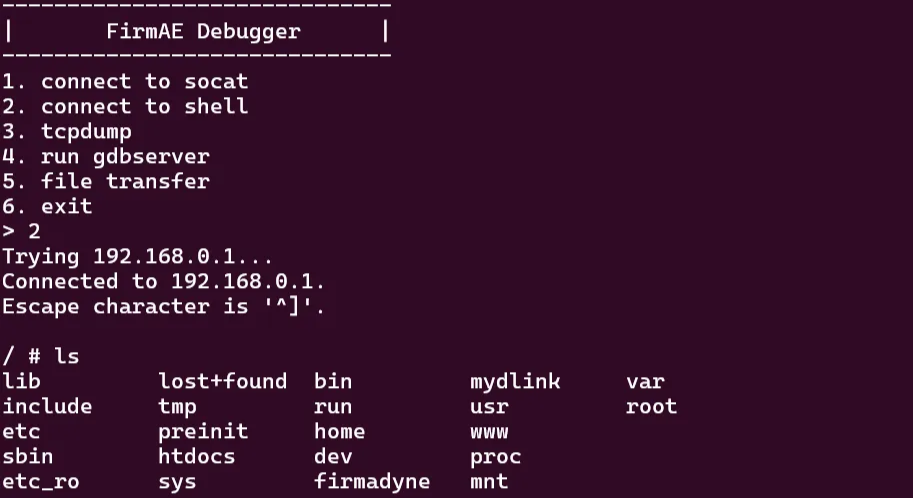 ------------------------------
|       FirmAE Debugger      |
------------------------------
1. connect to socat
2. connect to shell
3. tcpdump
4. run gdbserver
5. file transfer
6. exit
> 2
Trying 192.168.0.1...
Connected to 192.168.0.1.
Escape character is '^]'.

/ # ls
lib         lost+found  bin         mydlink     var
include     tmp         run         usr         root
etc         preinit     home        www
sbin        htdocs      dev         proc
etc_ro      sys         firmadyne   mnt